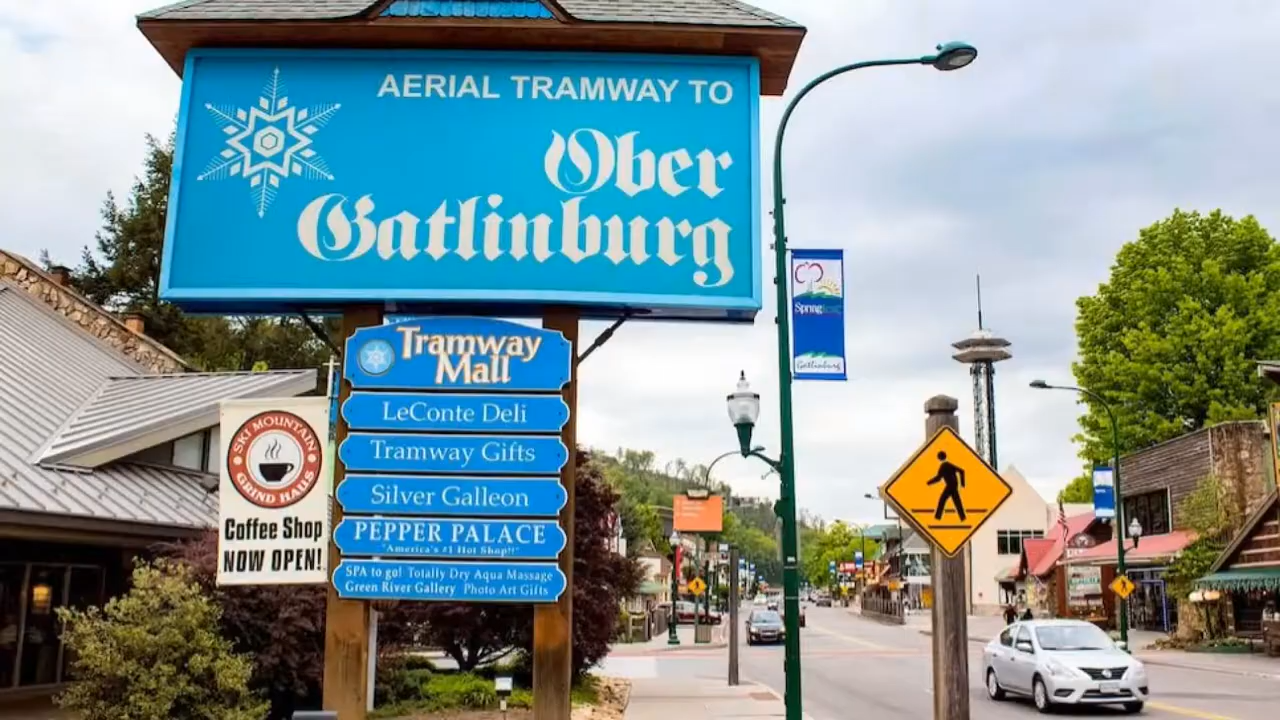 AERIAL TRAMWAY TO
Ober
Gatlinburg
Tramway
Mall
LeConte Deli
Tramway Gifts
Silver Galleon
PEPPER PALACE
"America's #1 Hot Shop!!"
SPA to go! Totally Dry Aqua Massage
Green River Gallery Photo Art Gifts
SKI MOUNTAIN
GRIND HAUS
Coffee Shop
NOW OPEN!
Springfest
Gatlinburg